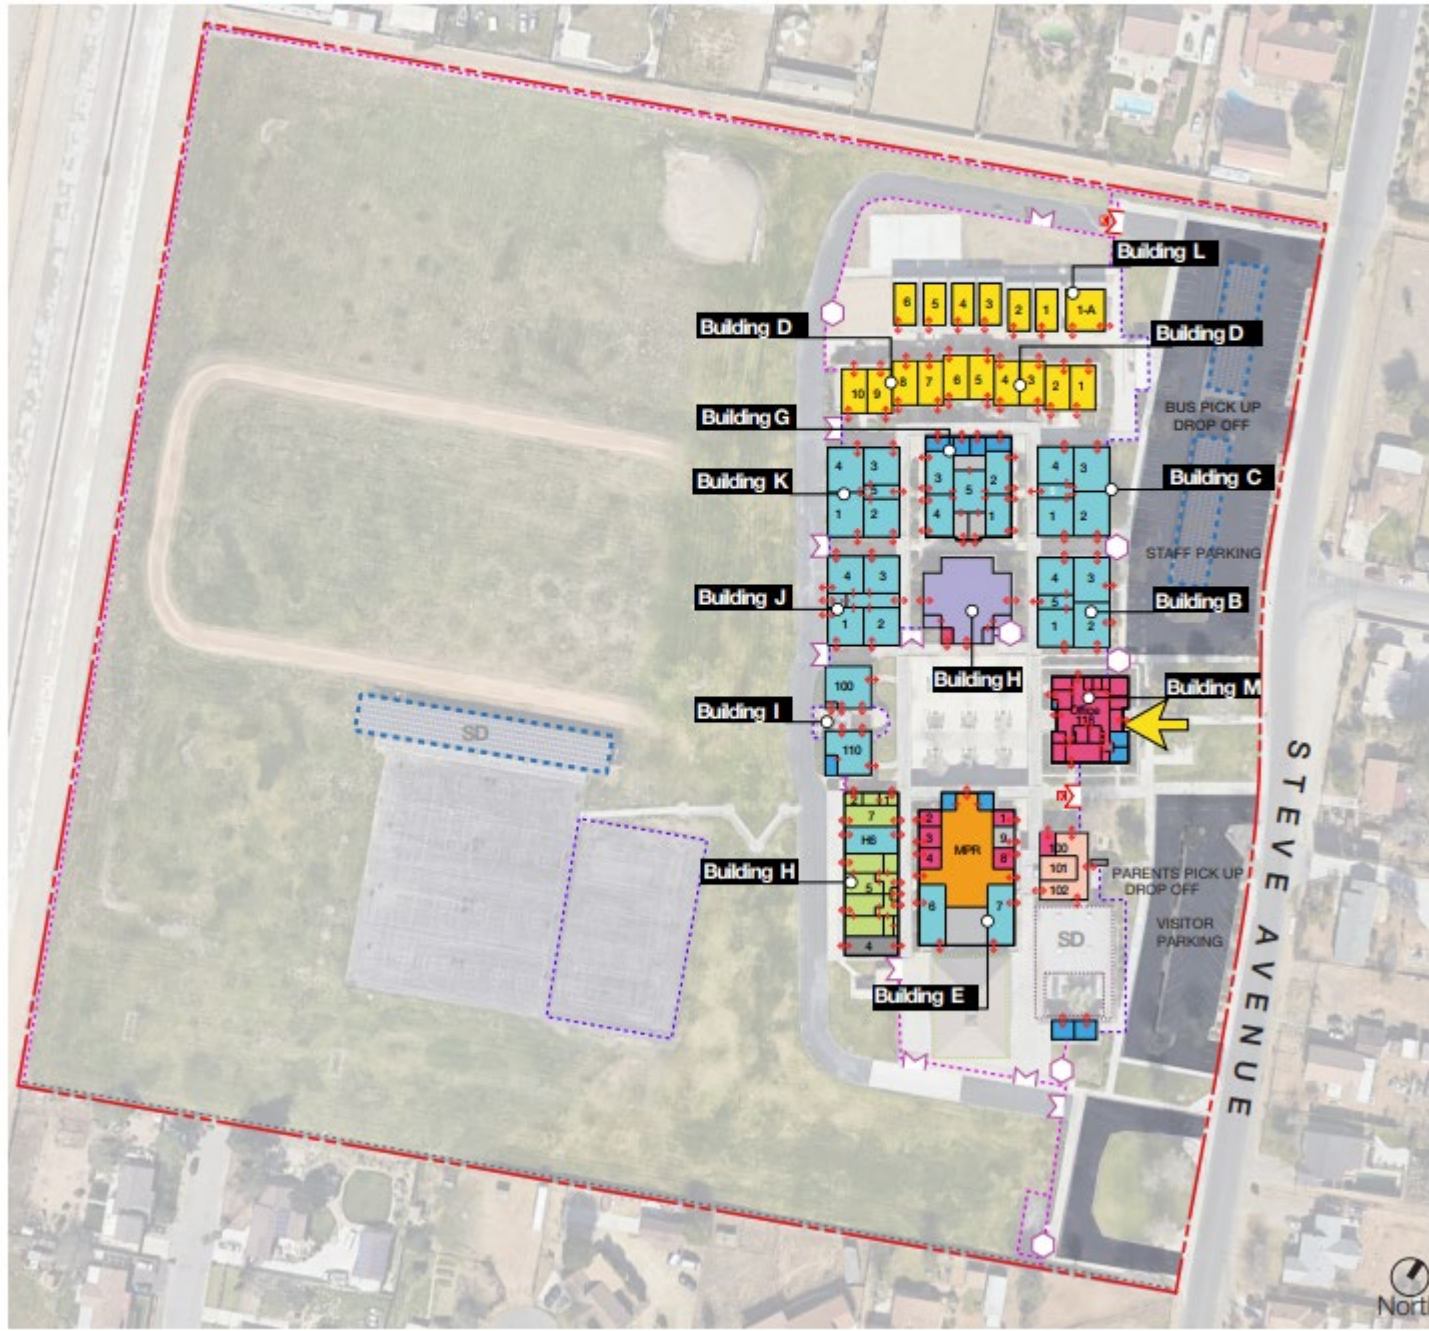 Building L
6 5 4 3 2 1 1-A
Building D
Building D
10 9 8 7 6 5 4 3 2 1
BUS PICK UP
DROP OFF
Building G
4 3
3 5 2
4 1
4 3
Building K
5
1 2
1 2
Building C
STAFF PARKING
4 3
4 3
Building J
5
Building B
1 2
1 2
Building H
100
Office
Building M
Building I
110
SD
STEVE AVENUE
2 1
7
H6
5
4
Building H
2 1
3 9
4 8
MPR
6 7
Building E
100
101
102
PARENTS PICK UP
DROP OFF
VISITOR
PARKING
SD
North